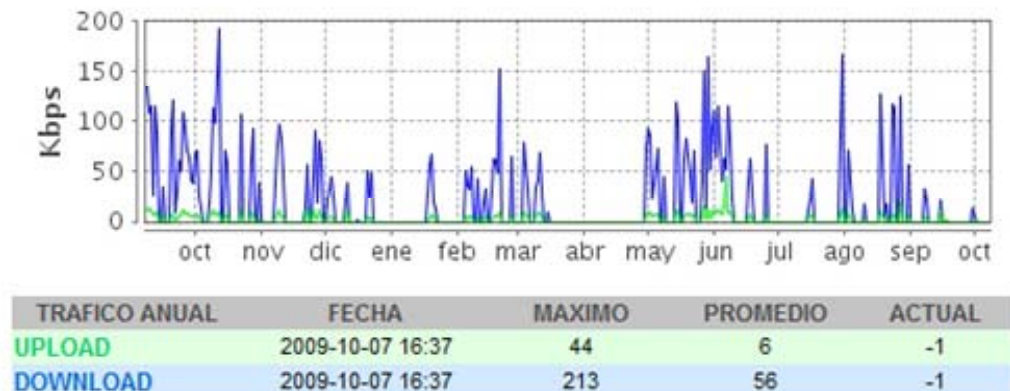 200
150
100
50
0
Kbps
oct nov dic ene feb mar abr may jun jul ago sep oct
TRAFICO ANUAL FECHA MAXIMO PROMEDIO ACTUAL
UPLOAD 2009-10-07 16:37 44 6 -1
DOWNLOAD 2009-10-07 16:37 213 56 -1